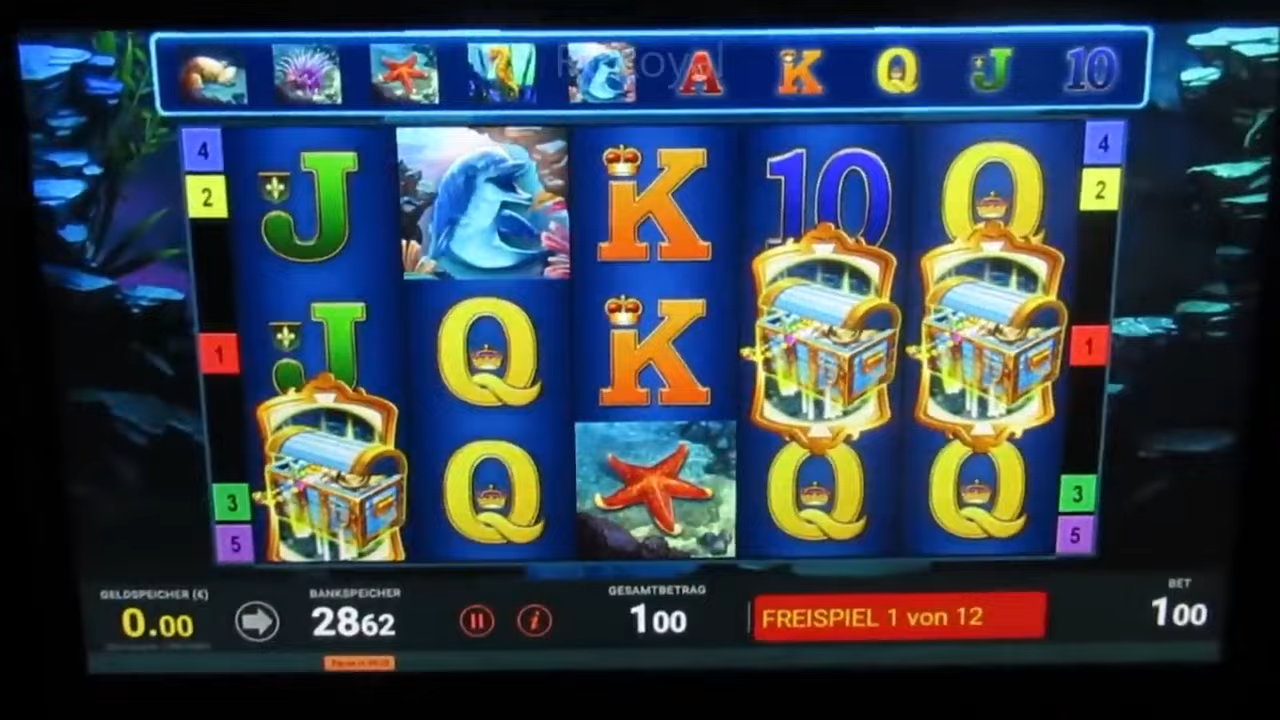 A K Q J 10
4 J K 10 Q 4
2 2
1 J Q K 1
3 Q Q Q 3
5 5
GELDSPEICHER (€) BANKSPEICHER GESAMTBETRAG BET
0.00 2862 100 FREISPIEL 1 von 12 100